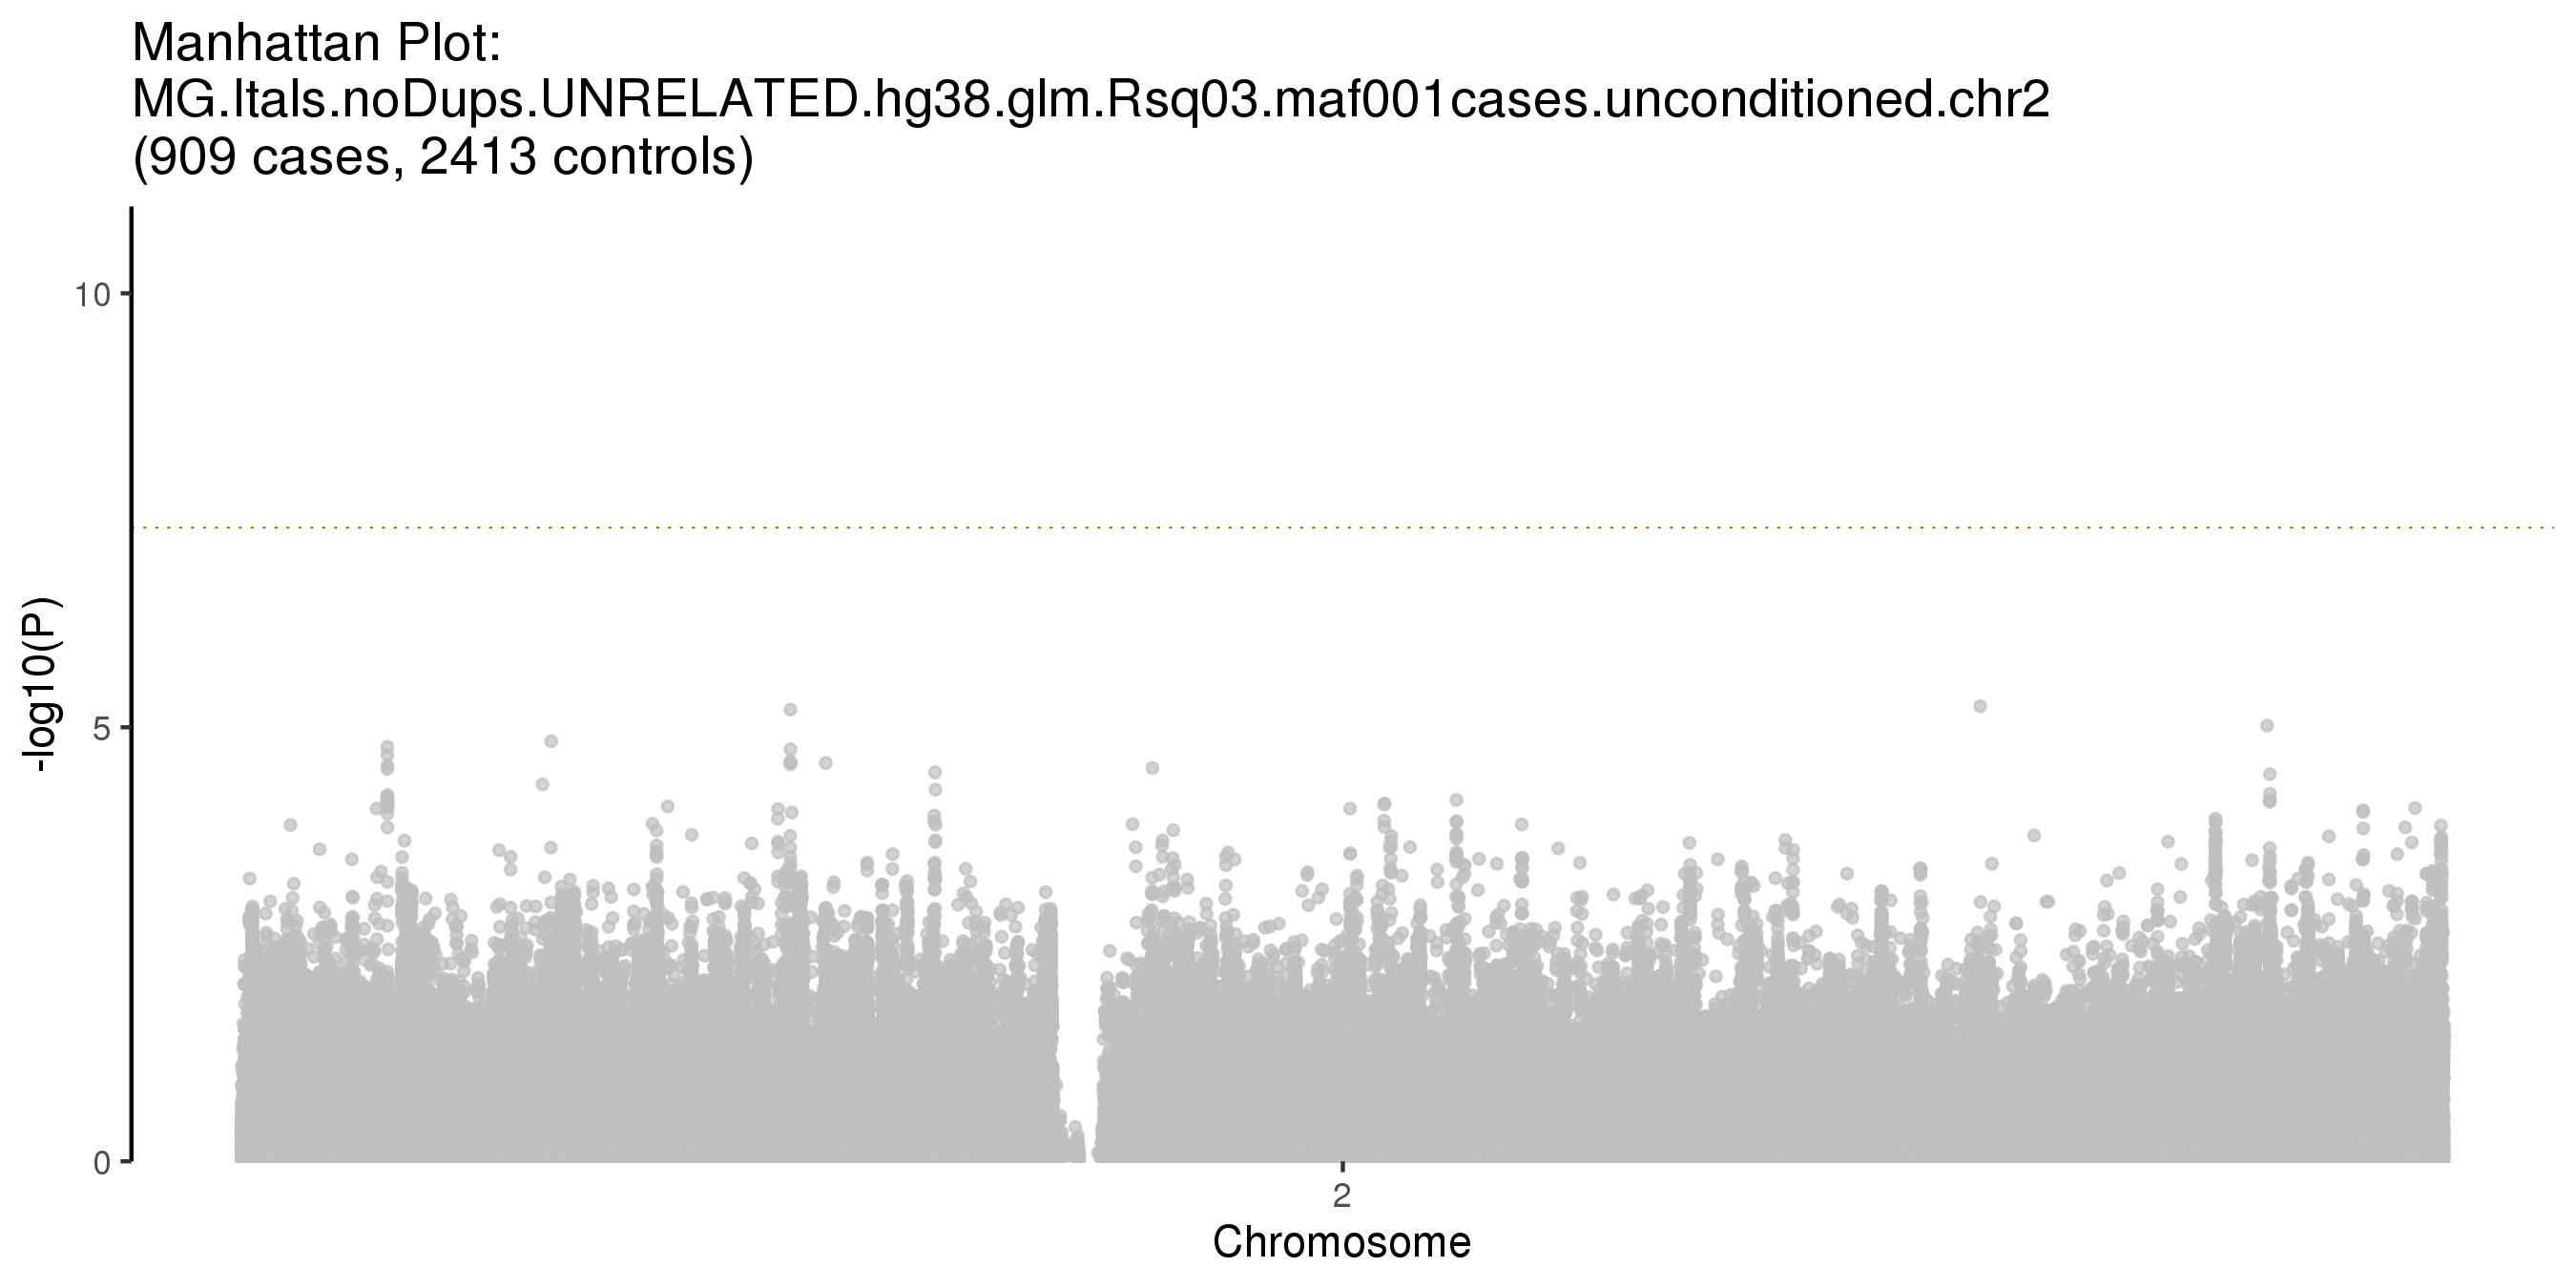 Manhattan Plot:
MG.Itals.noDups.UNRELATED.hg38.glm.Rsq03.maf001cases.unconditioned.chr2
(909 cases, 2413 controls)
10
5
0
-log10(P)
2
Chromosome